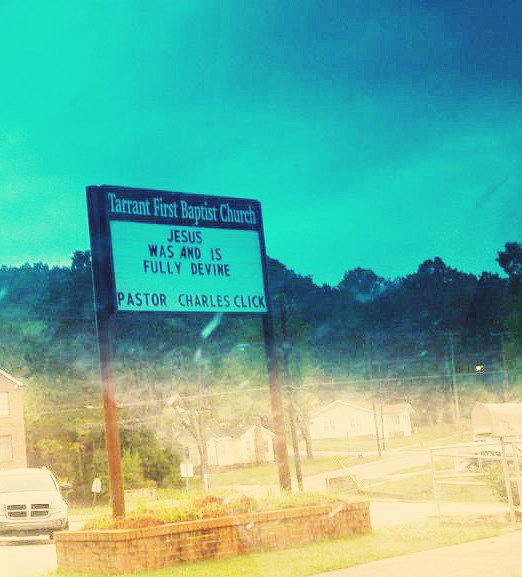 Tarrant First Baptist Church
JESUS
WAS AND IS
FULLY DEVINE
PASTOR CHARLES CLICK